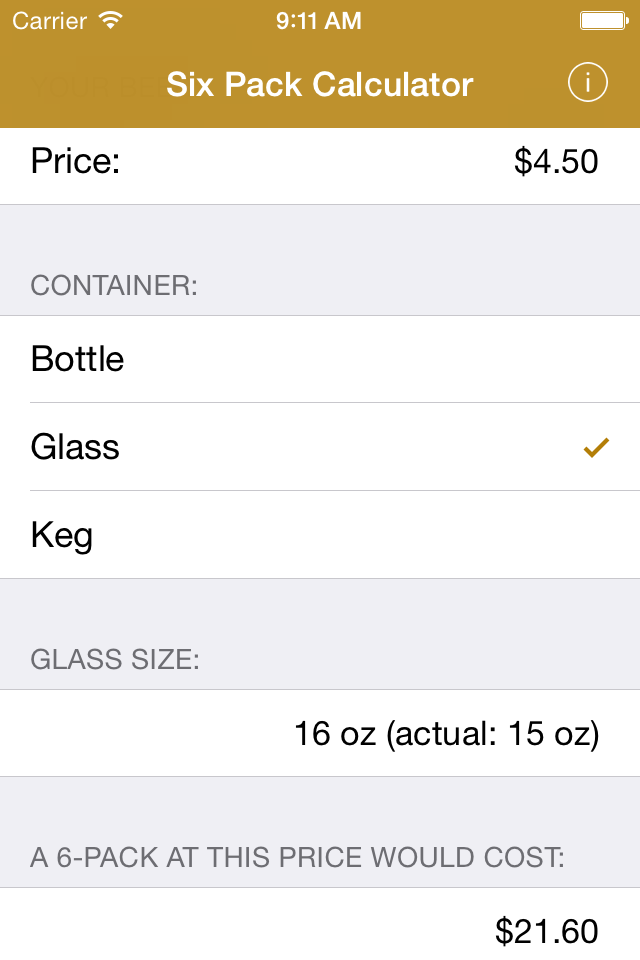 Carrier 9:11 AM
Six Pack Calculator
Price: $4.50
CONTAINER:
Bottle
Glass
Keg
GLASS SIZE:
16 oz (actual: 15 oz)
A 6-PACK AT THIS PRICE WOULD COST:
$21.60